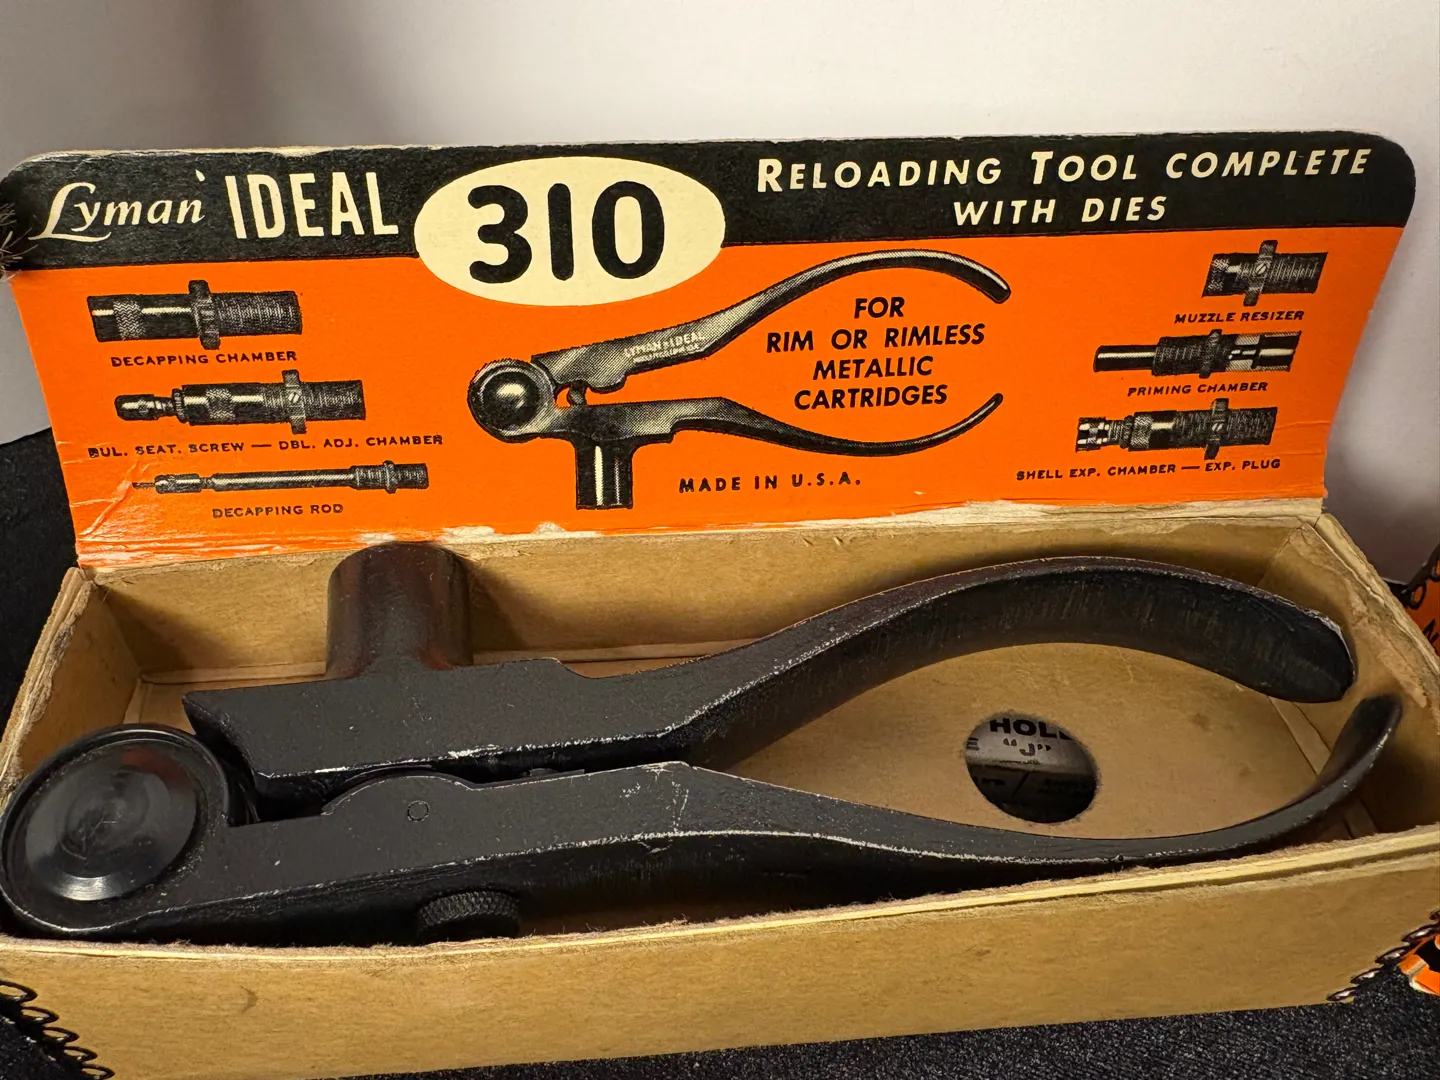 Lyman IDEAL 310
RELOADING TOOL COMPLETE
WITH DIES
DECAPPING CHAMBER
BUL. SEAT. SCREW — DBL. ADJ. CHAMBER
DECAPPING ROD
LYMAN IDEAL
FOR
RIM OR RIMLESS
METALLIC
CARTRIDGES
MADE IN U.S.A.
MUZZLE RESIZER
PRIMING CHAMBER
SHELL EXP. CHAMBER — EXP. PLUG
"J"